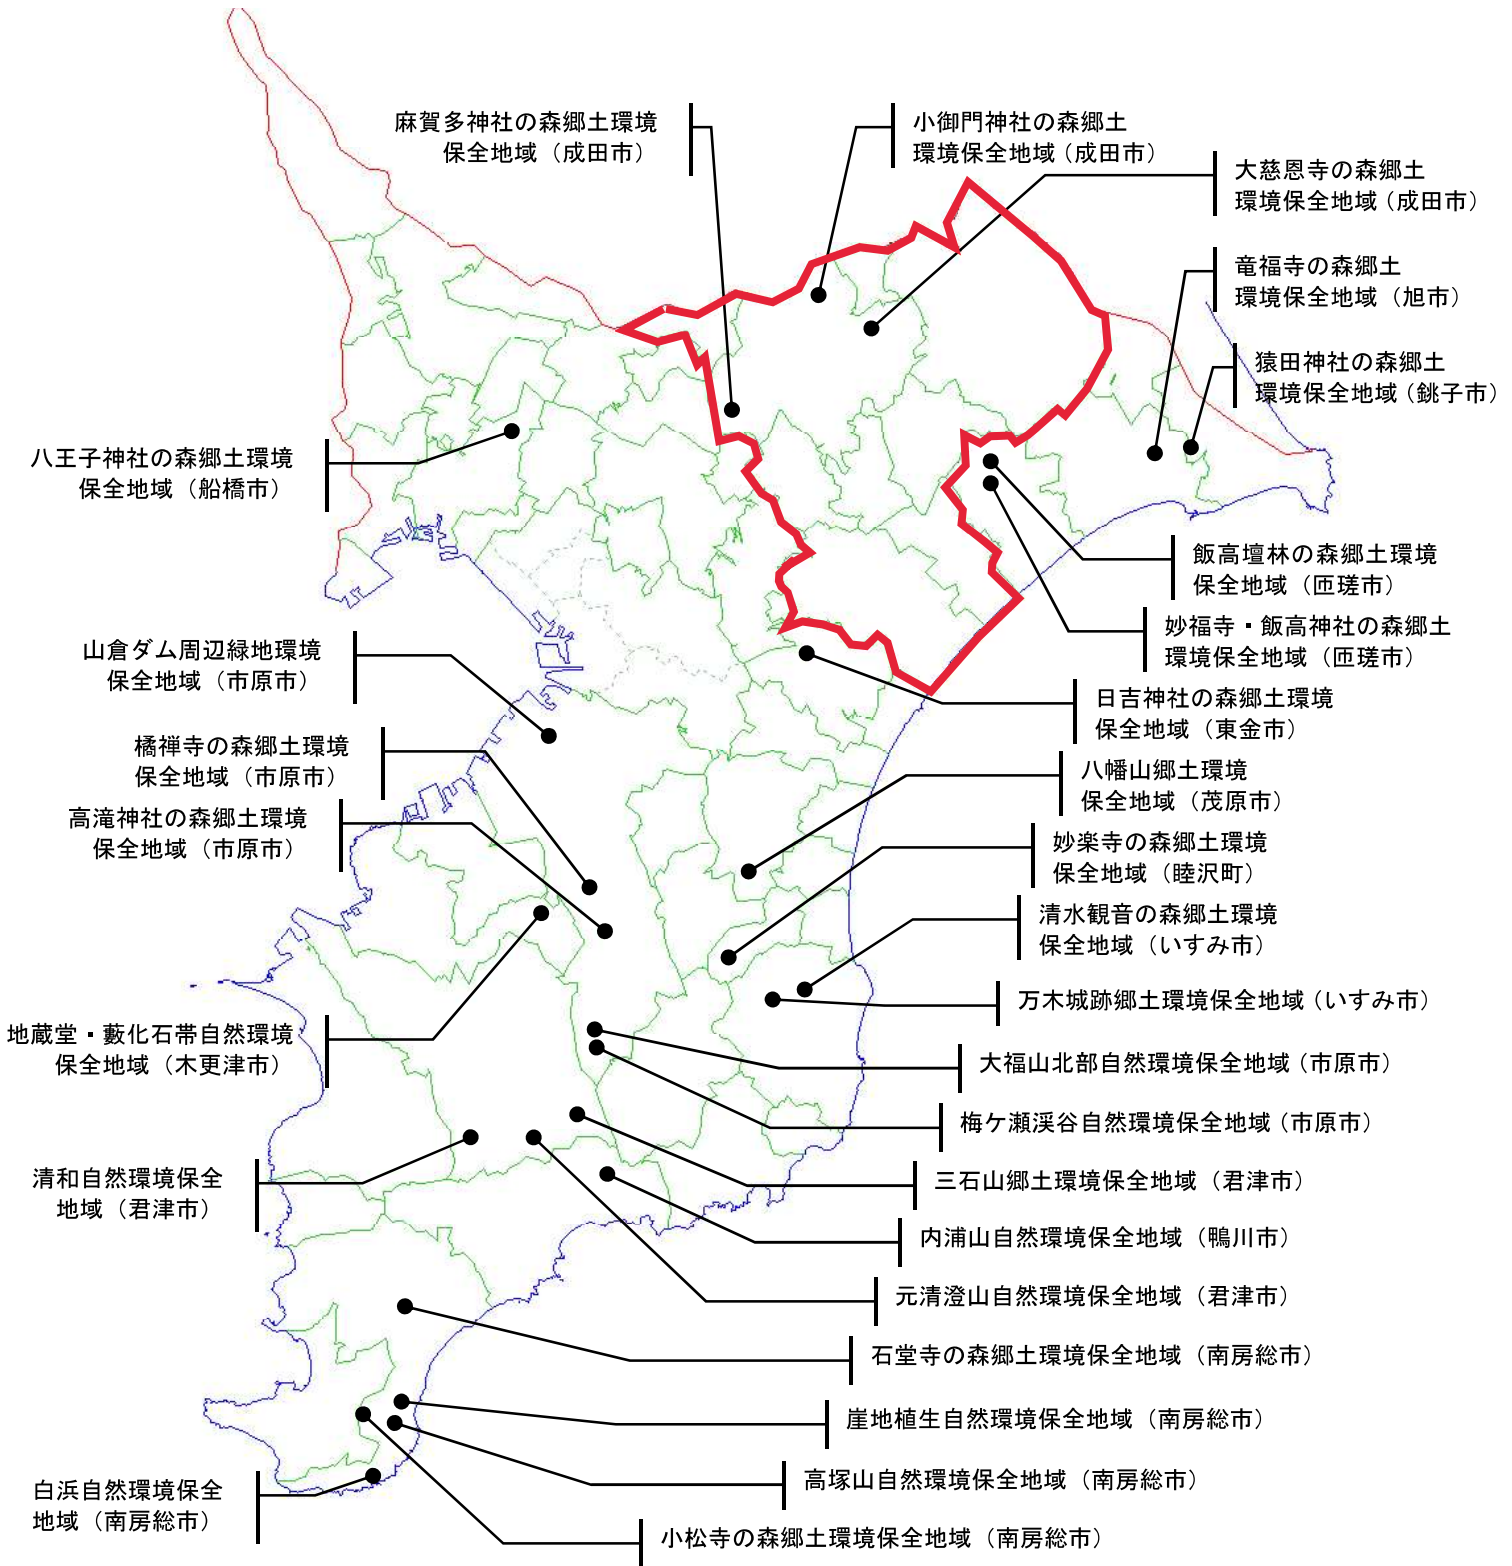 麻賀多神社の森郷土環境
保全地域（成田市）
小御門神社の森郷土
環境保全地域（成田市）
大慈恩寺の森郷土
環境保全地域（成田市）
竜福寺の森郷土
環境保全地域（旭市）
猿田神社の森郷土
環境保全地域（銚子市）
八王子神社の森郷土環境
保全地域（船橋市）
飯高壇林の森郷土環境
保全地域（匝瑳市）
妙福寺・飯高神社の森郷土
環境保全地域（匝瑳市）
山倉ダム周辺緑地環境
保全地域（市原市）
日吉神社の森郷土環境
保全地域（東金市）
橘禅寺の森郷土環境
保全地域（市原市）
八幡山郷土環境
保全地域（茂原市）
高滝神社の森郷土環境
保全地域（市原市）
妙楽寺の森郷土環境
保全地域（睦沢町）
清水観音の森郷土環境
保全地域（いすみ市）
万木城跡郷土環境保全地域（いすみ市）
地蔵堂・藪化石帯自然環境
保全地域（木更津市）
大福山北部自然環境保全地域（市原市）
梅ケ瀬渓谷自然環境保全地域（市原市）
清和自然環境保全
地域（君津市）
三石山郷土環境保全地域（君津市）
内浦山自然環境保全地域（鴨川市）
元清澄山自然環境保全地域（君津市）
石堂寺の森郷土環境保全地域（南房総市）
崖地植生自然環境保全地域（南房総市）
高塚山自然環境保全地域（南房総市）
白浜自然環境保全
地域（南房総市）
小松寺の森郷土環境保全地域（南房総市）